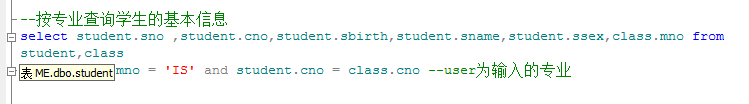 ---按专业查询学生的基本信息
select student.sno ,student.cno,student.sbirth,student.sname,student.ssex,class.mno from
student,class
表 ME.dbo.student mno = 'IS' and student.cno = class.cno --user为输入的专业